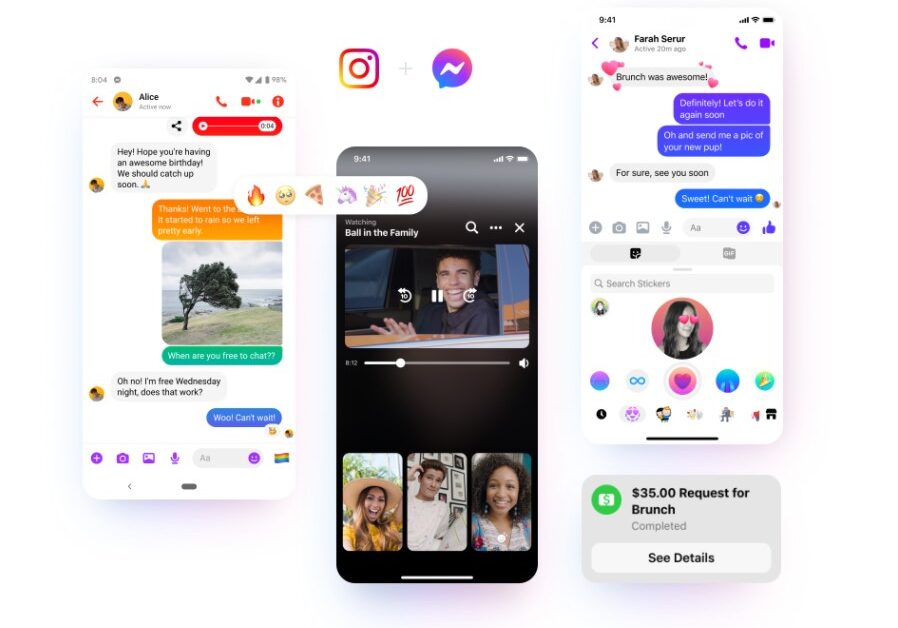 8:04
98%
Alice
Active now
0:04
Hey! Hope you're having
an awesome birthday!
We should catch up
soon. 🙏
Thanks! Went to the
It started to rain so we left
pretty early.
When are you free to chat??
Oh no! I'm free Wednesday
night, does that work?
Woo! Can't wait!
Aa
🔥 🥺 🍕 🦄 🎉 💯
9:41
Watching
Ball in the Family
10
10
8:12
9:41
Farah Serur
Active 20m ago
Brunch was awesome!
Definitely! Let's do it
again soon
Oh and send me a pic of
your new pup!
For sure, see you soon
Sweet! Can't wait
Aa
GIF
Search Stickers
$35.00 Request for
Brunch
Completed
See Details